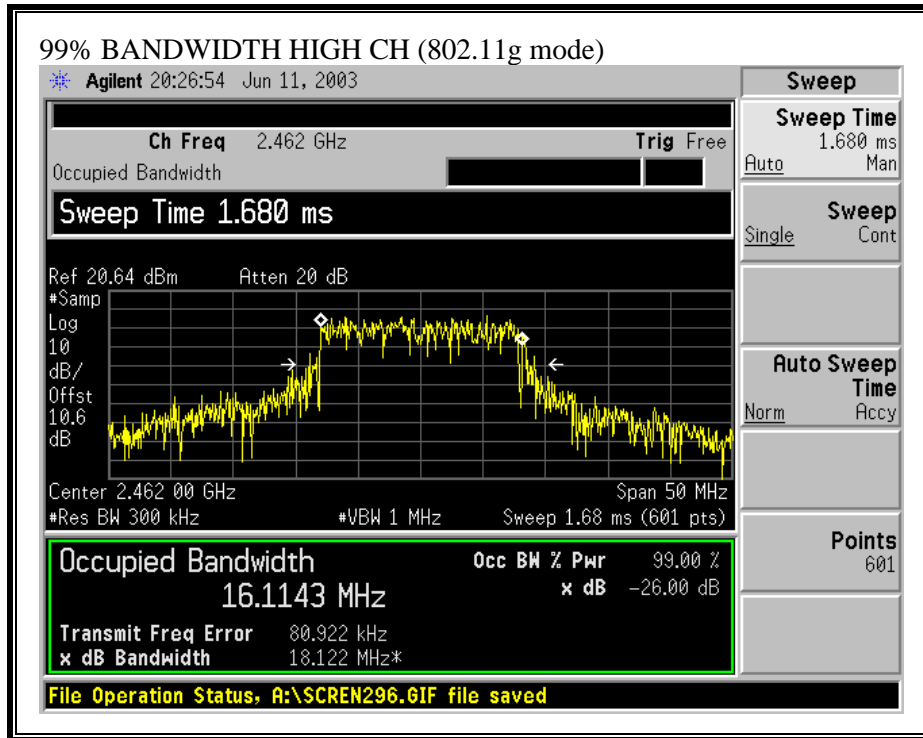 99% BANDWIDTH HIGH CH (802.11g mode)
Agilent 20:26:54 Jun 11, 2003
Sweep
Ch Freq 2.462 GHz Trig Free
Occupied Bandwidth
Sweep Time
1.680 ms
Auto Man
Sweep Time 1.680 ms
Sweep
Single Cont
Ref 20.64 dBm Atten 20 dB
#Samp
Log
10
dB/
Offst
10.6
dB
Auto Sweep
Time
Norm Accy
Center 2.462 00 GHz Span 50 MHz
#Res BW 300 kHz #VBW 1 MHz Sweep 1.68 ms (601 pts)
Points
601
Occupied Bandwidth Occ BW % Pwr 99.00 %
16.1143 MHz x dB -26.00 dB
Transmit Freq Error 80.922 kHz
x dB Bandwidth 18.122 MHz*
File Operation Status, A:\SCREN296.GIF file saved